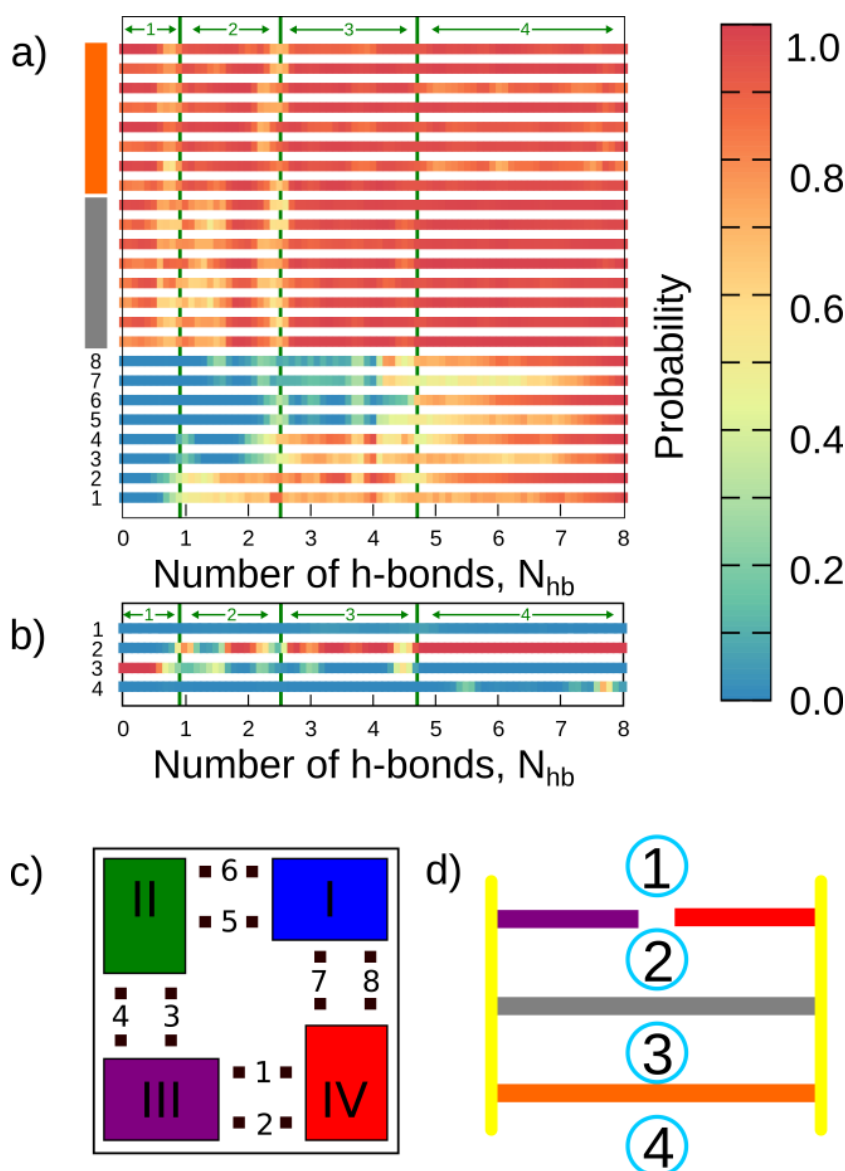 a)
1 2 3 4
8
7
6
5
4
3
2
1
0 1 2 3 4 5 6 7 8
Number of h-bonds, Nhb
Probability
1.0
0.8
0.6
0.4
0.2
0.0
b)
1 2 3 4
1
2
3
4
0 1 2 3 4 5 6 7 8
Number of h-bonds, Nhb
c)
II 6 I
5
7 8
4 3
III 1 IV
2
d)
1
2
3
4